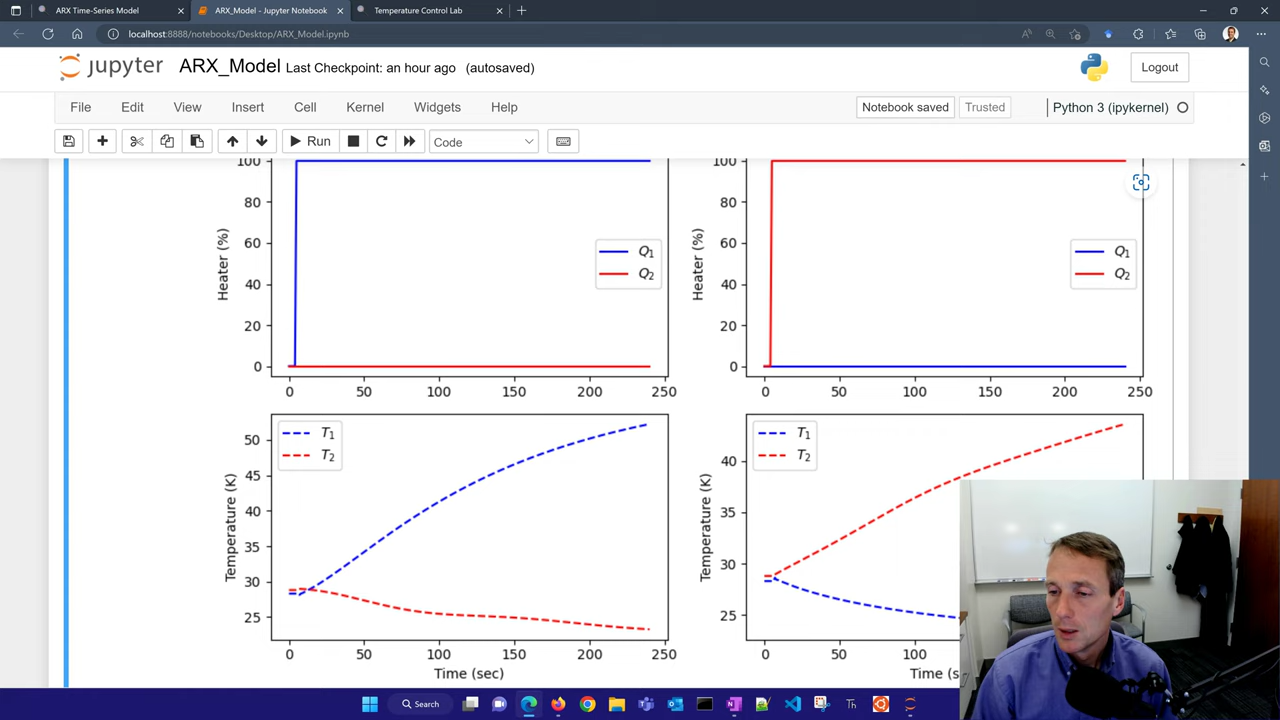 ARX Time-Series Model
ARX_Model - Jupyter Notebook
Temperature Control Lab
localhost:8888/notebooks/Desktop/ARX_Model.ipynb
jupyter ARX_Model Last Checkpoint: an hour ago (autosaved)
Logout
File Edit View Insert Cell Kernel Widgets Help
Notebook saved Trusted Python 3 (ipykernel)
Run Code
100
80
60
40
20
0
Heater (%)
Q1
Q2
0 50 100 150 200 250
100
80
60
40
20
0
Heater (%)
Q1
Q2
0 50 100 150 200 250
50
45
40
35
30
25
Temperature (K)
T1
T2
0 50 100 150 200 250
Time (sec)
40
35
30
25
Temperature (K)
T1
T2
0 50 100
Time (s
Search
Th